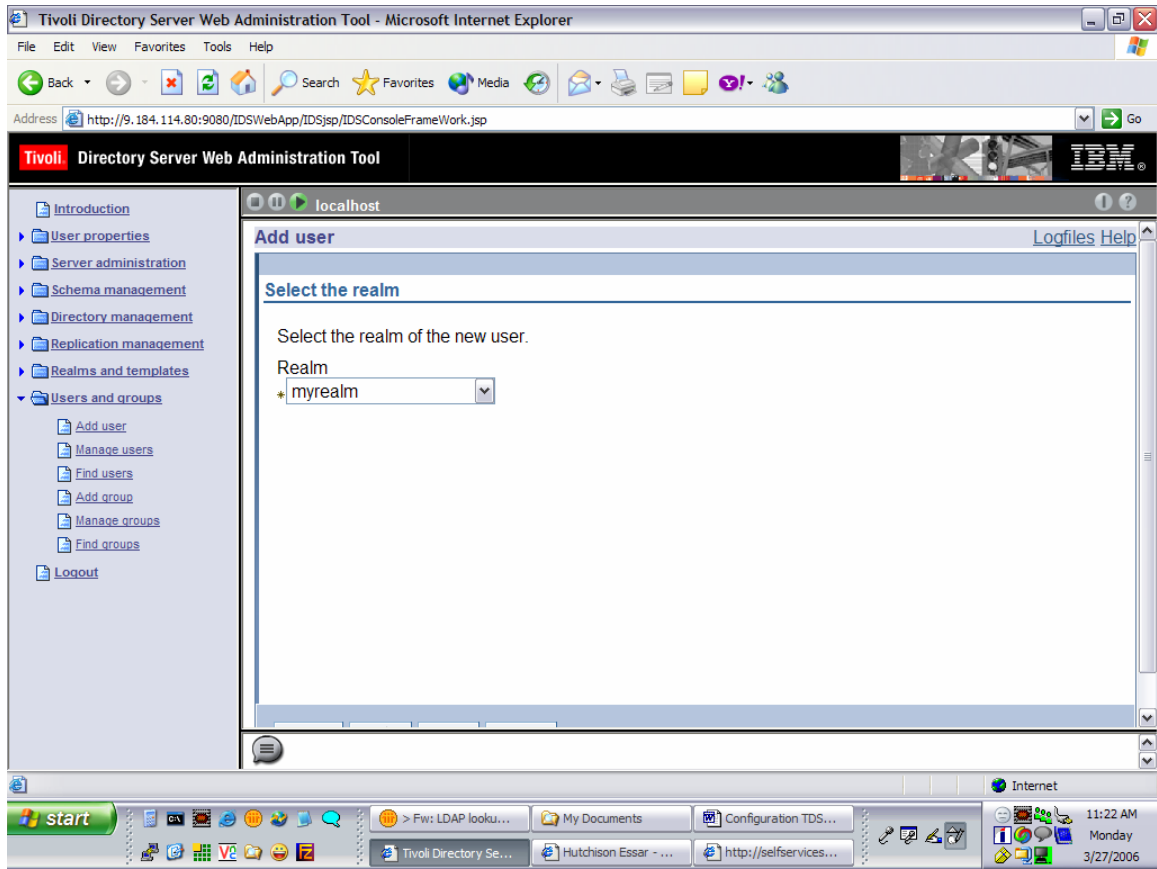 Tivoli Directory Server Web Administration Tool - Microsoft Internet Explorer
File Edit View Favorites Tools Help
Back Search Favorites Media
Address http://9.184.114.80:9080/IDSWebApp/IDSjsp/IDSConsoleFrameWork.jsp Go
Tivoli. Directory Server Web Administration Tool IBM®
localhost
Introduction
User properties
Server administration
Schema management
Directory management
Replication management
Realms and templates
Users and groups
Add user
Manage users
Find users
Add group
Manage groups
Find groups
Logout
Add user Logfiles Help
Select the realm
Select the realm of the new user.
Realm
* myrealm
Internet
start > Fw: LDAP looku... My Documents Configuration TDS... 11:22 AM
Monday
Tivoli Directory Se... Hutchison Essar - ... http://selfservices... 3/27/2006